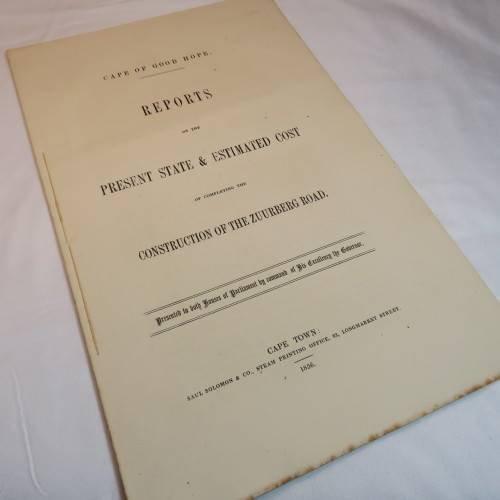 CAPE OF GOOD HOPE.
REPORTS
ON THE
PRESENT STATE & ESTIMATED COST
OF COMPLETING THE
CONSTRUCTION OF THE ZUURBERG ROAD.
Presented to both Houses of Parliament by command of His Excellency the Governor.
CAPE TOWN:
SAUL SOLOMON & CO., STEAM PRINTING OFFICE, 63, LONGMARKET STREET.
1856.